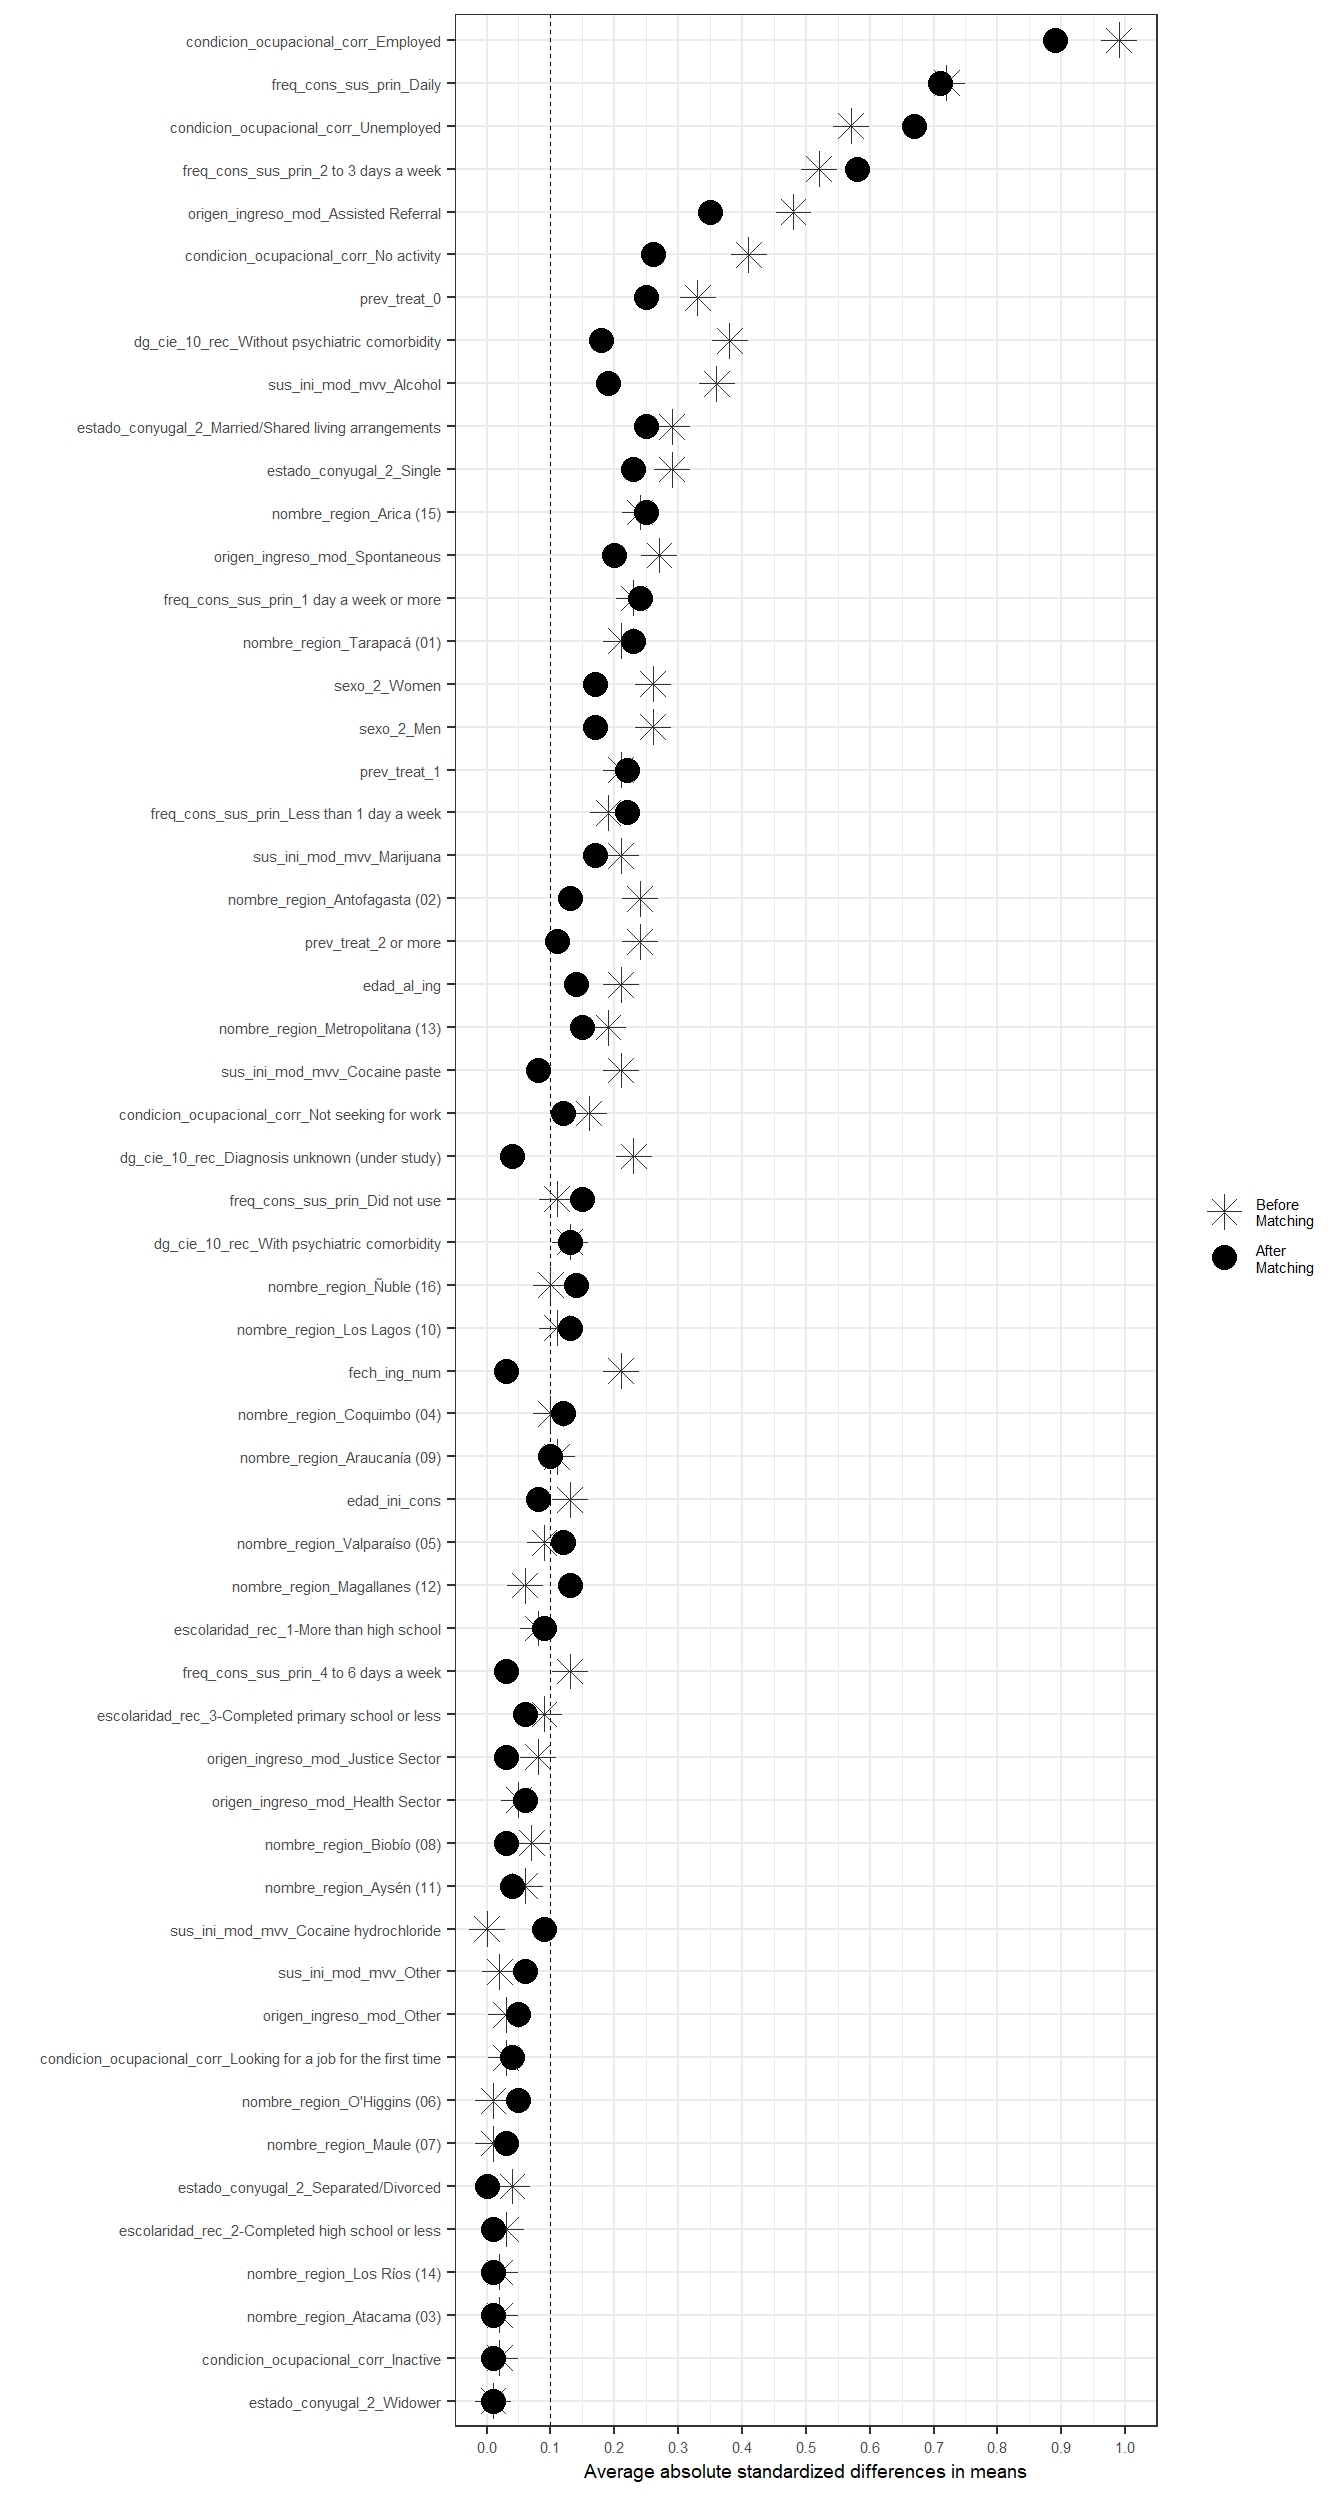 condicion_ocupacional_corr_Employed
freq_cons_sus_prin_Daily
condicion_ocupacional_corr_Unemployed
freq_cons_sus_prin_2 to 3 days a week
origen_ingreso_mod_Assisted Referral
condicion_ocupacional_corr_No activity
prev_treat_0
dg_cie_10_rec_Without psychiatric comorbidity
sus_ini_mod_mvv_Alcohol
estado_conyugal_2_Married/Shared living arrangements
estado_conyugal_2_Single
nombre_region_Arica (15)
origen_ingreso_mod_Spontaneous
freq_cons_sus_prin_1 day a week or more
nombre_region_Tarapacá (01)
sexo_2_Women
sexo_2_Men
prev_treat_1
freq_cons_sus_prin_Less than 1 day a week
sus_ini_mod_mvv_Marijuana
nombre_region_Antofagasta (02)
prev_treat_2 or more
edad_al_ing
nombre_region_Metropolitana (13)
sus_ini_mod_mvv_Cocaine paste
condicion_ocupacional_corr_Not seeking for work
dg_cie_10_rec_Diagnosis unknown (under study)
freq_cons_sus_prin_Did not use
dg_cie_10_rec_With psychiatric comorbidity
nombre_region_Ñuble (16)
nombre_region_Los Lagos (10)
fech_ing_num
nombre_region_Coquimbo (04)
nombre_region_Araucanía (09)
edad_ini_cons
nombre_region_Valparaíso (05)
nombre_region_Magallanes (12)
escolaridad_rec_1-More than high school
freq_cons_sus_prin_4 to 6 days a week
escolaridad_rec_3-Completed primary school or less
origen_ingreso_mod_Justice Sector
origen_ingreso_mod_Health Sector
nombre_region_Biobío (08)
nombre_region_Aysén (11)
sus_ini_mod_mvv_Cocaine hydrochloride
sus_ini_mod_mvv_Other
origen_ingreso_mod_Other
condicion_ocupacional_corr_Looking for a job for the first time
nombre_region_O'Higgins (06)
nombre_region_Maule (07)
estado_conyugal_2_Separated/Divorced
escolaridad_rec_2-Completed high school or less
nombre_region_Los Ríos (14)
nombre_region_Atacama (03)
condicion_ocupacional_corr_Inactive
estado_conyugal_2_Widower
0.0 0.1 0.2 0.3 0.4 0.5 0.6 0.7 0.8 0.9 1.0
Average absolute standardized differences in means
Before
Matching
After
Matching